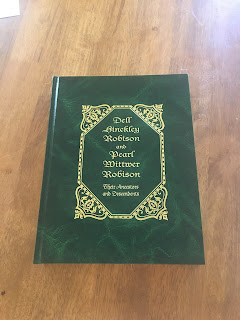 Dell
Hinckley
Robison
and
Pearl
Wittwer
Robison
Their Ancestors
and Descendants